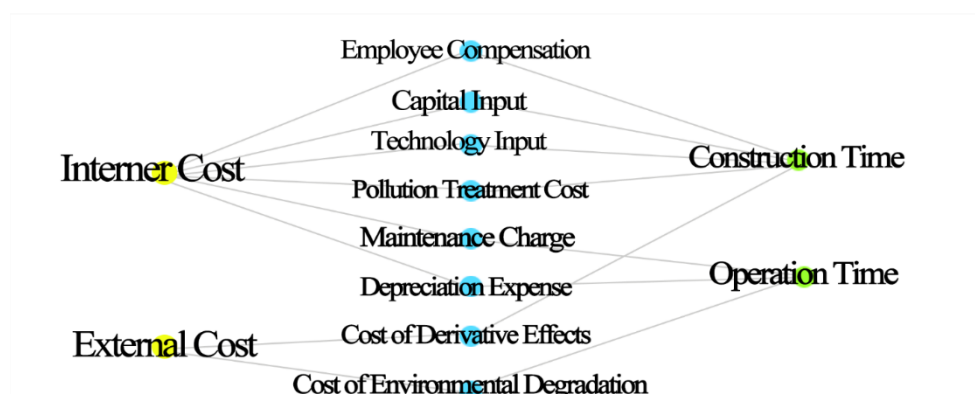 Employee Compensation
Capital Input
Technology Input
Interner Cost
Construction Time
Pollution Treatment Cost
Maintenance Charge
Operation Time
Depreciation Expense
External Cost
Cost of Derivative Effects
Cost of Environmental Degradation